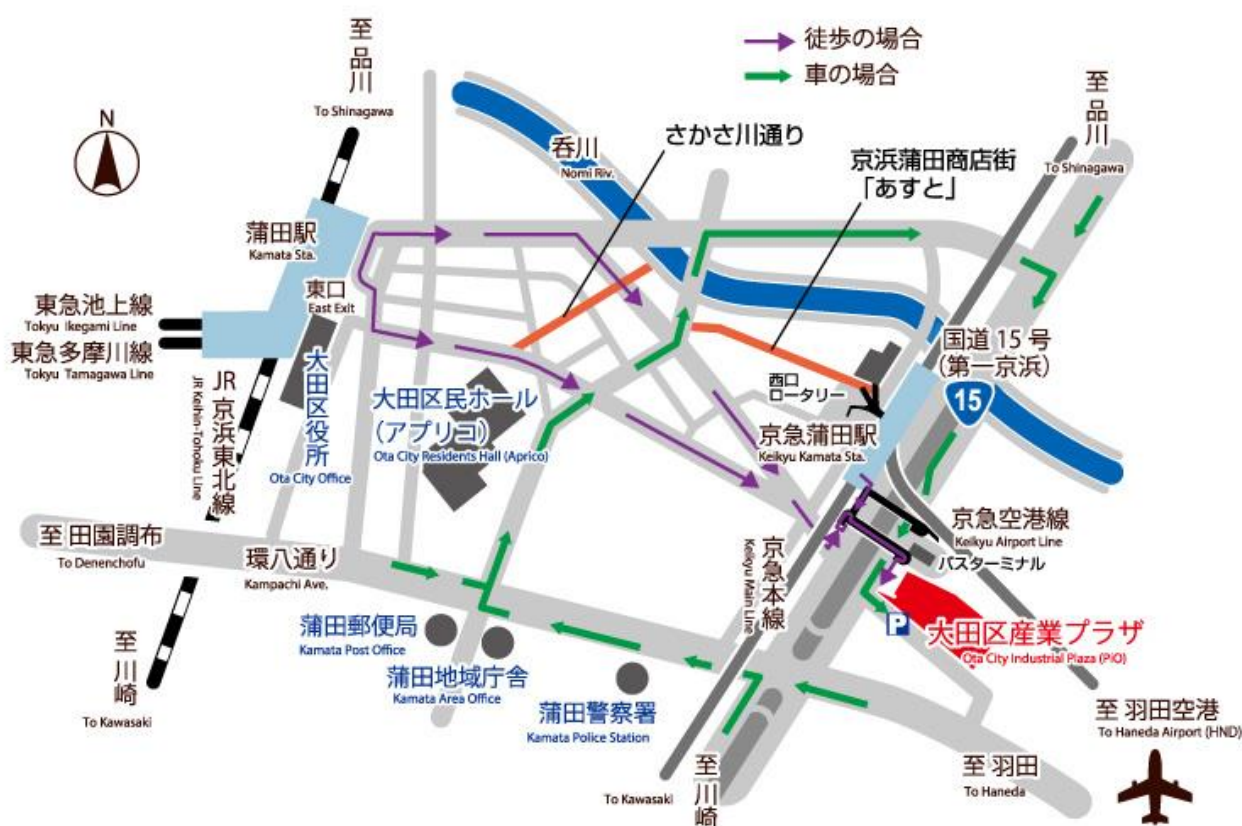 徒歩の場合
車の場合
N
至品川
To Shinagawa
呑川
Nomi Riv.
さかさ川通り
京浜蒲田商店街
「あすと」
至品川
To Shinagawa
蒲田駅
Kamata Sta.
東口
East Exit
東急池上線
Tokyu Ikegami Line
東急多摩川線
Tokyu Tamagawa Line
JR京浜東北線
JR Keihin-Tohoku Line
大田区役所
Ota City Office
大田区民ホール
（アプリコ）
Ota City Residents Hall (Aprico)
西口
ロータリー
京急蒲田駅
Keikyu Kamata Sta.
国道15号
（第一京浜）
15
京急空港線
Keikyu Airport Line
バスターミナル
京急本線
Keikyu Main Line
至 田園調布
To Denenchofu
環八通り
Kampachi Ave.
蒲田郵便局
Kamata Post Office
蒲田地域庁舎
Kamata Area Office
蒲田警察署
Kamata Police Station
P
大田区産業プラザ
Ota City Industrial Plaza (PiO)
至川崎
To Kawasaki
至川崎
To Kawasaki
至 羽田
To Haneda
至 羽田空港
To Haneda Airport (HND)